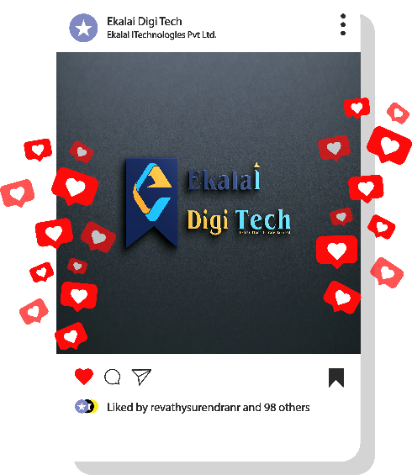 Ekalai Digi Tech
Ekalai ITechnologies Pvt Ltd.
Ekalai
Digi Tech
Liked by revathysurendranr and 98 others